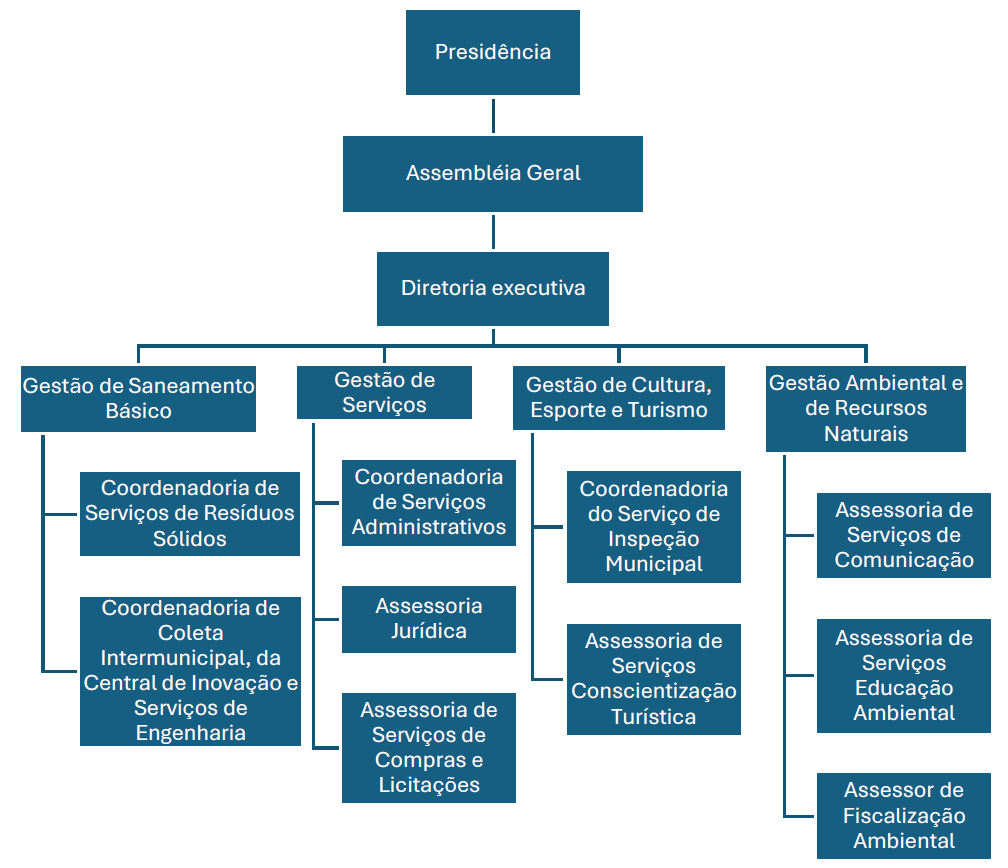 Presidência
Assembléia Geral
Diretoria executiva
Gestão de Saneamento
Básico
Coordenadoria de
Serviços de Resíduos
Sólidos
Coordenadoria de
Coleta
Intermunicipal, da
Central de Inovação e
Serviços de
Engenharia
Gestão de
Serviços
Coordenadoria
de Serviços
Administrativos
Assessoria
Jurídica
Assessoria de
Serviços de
Compras e
Licitações
Gestão de Cultura,
Esporte e Turismo
Coordenadoria
do Serviço de
Inspeção
Municipal
Assessoria de
Serviços
Conscientização
Turística
Gestão Ambiental e
de Recursos
Naturais
Assessoria de
Serviços de
Comunicação
Assessoria de
Serviços
Educação
Ambiental
Assessor de
Fiscalização
Ambiental